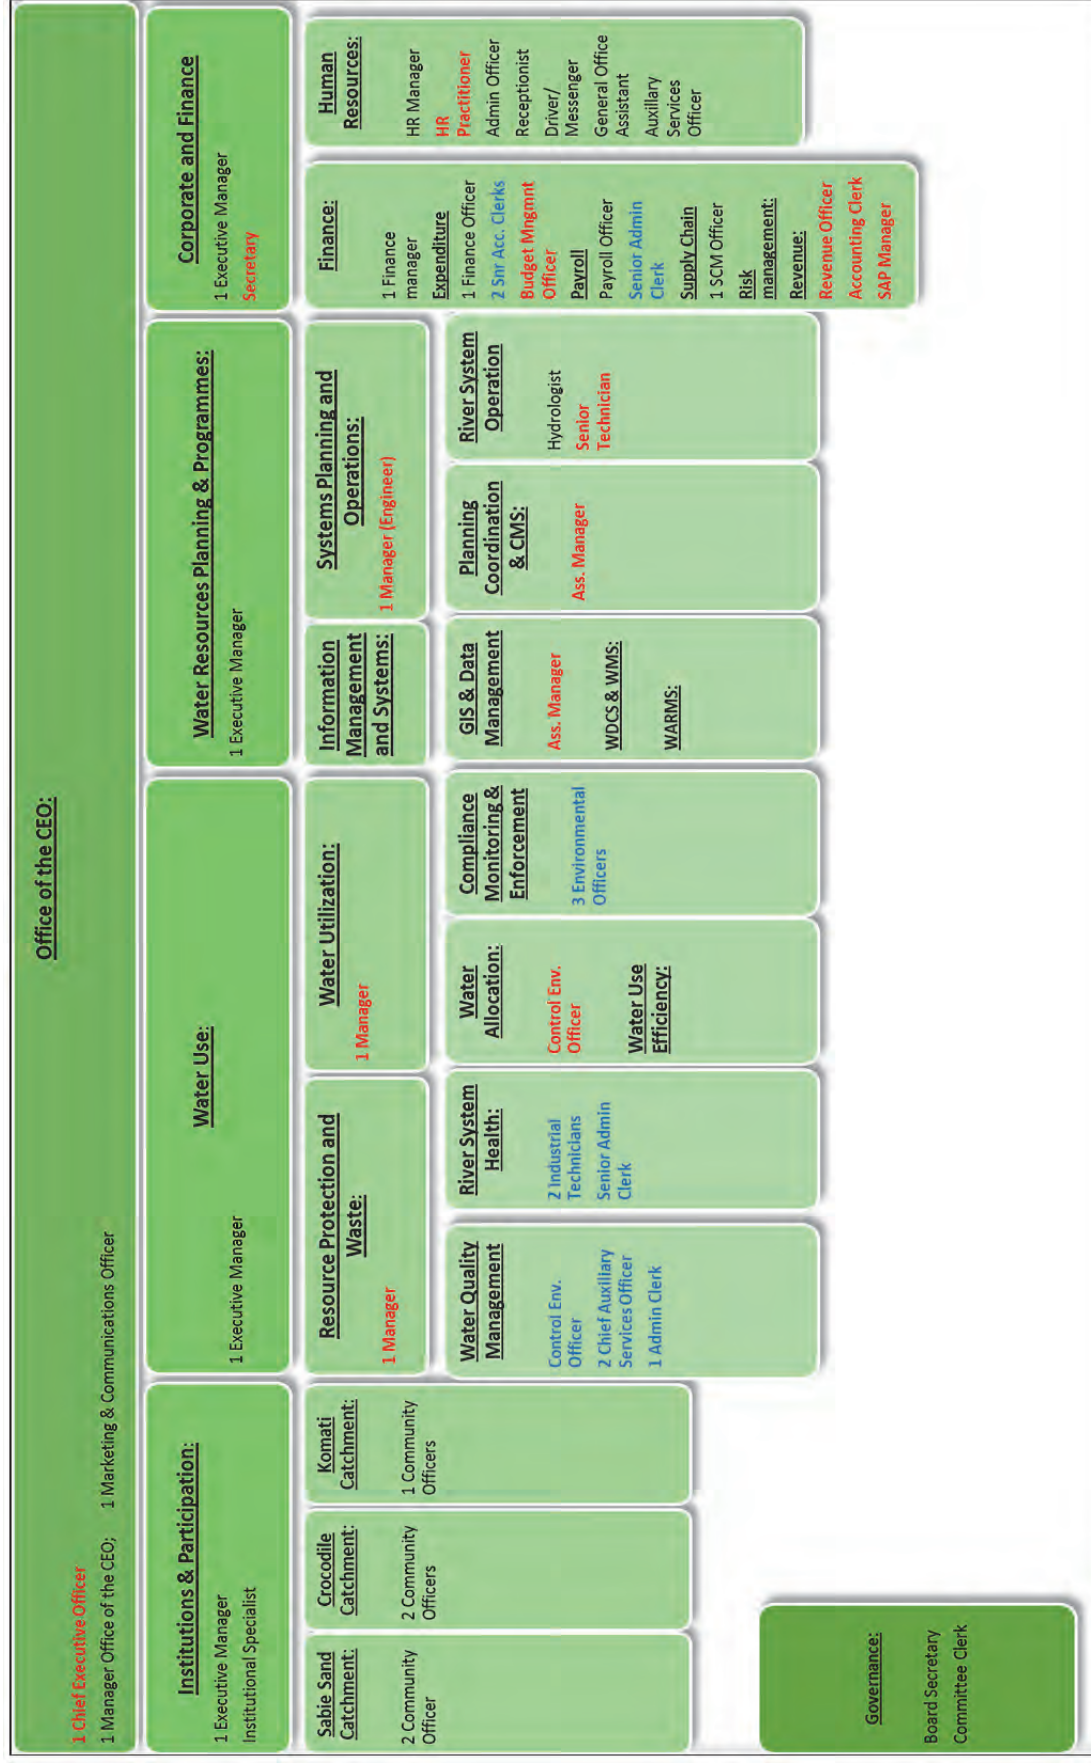 Office of the CEO:
1 Chief Executive Officer
1 Manager Office of the CEO;     1 Marketing & Communications Officer
Institutions & Participation:
1 Executive Manager
Institutional Specialist
Sabie Sand
Catchment:
2 Community
Officer
Crocodile
Catchment:
2 Community
Officers
Komati
Catchment:
1 Community
Officers
Water Use:
1 Executive Manager
Resource Protection and
Waste:
1 Manager
Water Quality
Management
Control Env.
Officer
2 Chief Auxiliary
Services Officer
1 Admin Clerk
River System
Health:
2 Industrial
Technicians
Senior Admin
Clerk
Water Utilization:
1 Manager
Water
Allocation:
Control Env.
Officer
Water Use
Efficiency:
Compliance
Monitoring &
Enforcement
3 Environmental
Officers
Water Resources Planning & Programmes:
1 Executive Manager
Information
Management
and Systems:
GIS & Data
Management
Ass. Manager
WDCS & WMS:
WARMS:
Systems Planning and
Operations:
1 Manager (Engineer)
Planning
Coordination
& CMS:
Ass. Manager
River System
Operation
Hydrologist
Senior
Technician
Corporate and Finance
1 Executive Manager
Secretary
Finance:
1 Finance
manager
Expenditure
1 Finance Officer
2 Snr Acc. Clerks
Budget Mngmnt
Officer
Payroll
Payroll Officer
Senior Admin
Clerk
Supply Chain
1 SCM Officer
Risk
management:
Revenue:
Revenue Officer
Accounting Clerk
SAP Manager
Human
Resources:
HR Manager
HR
Practitioner
Admin Officer
Receptionist
Driver/
Messenger
General Office
Assistant
Auxillary
Services
Officer
Governance:
Board Secretary
Committee Clerk